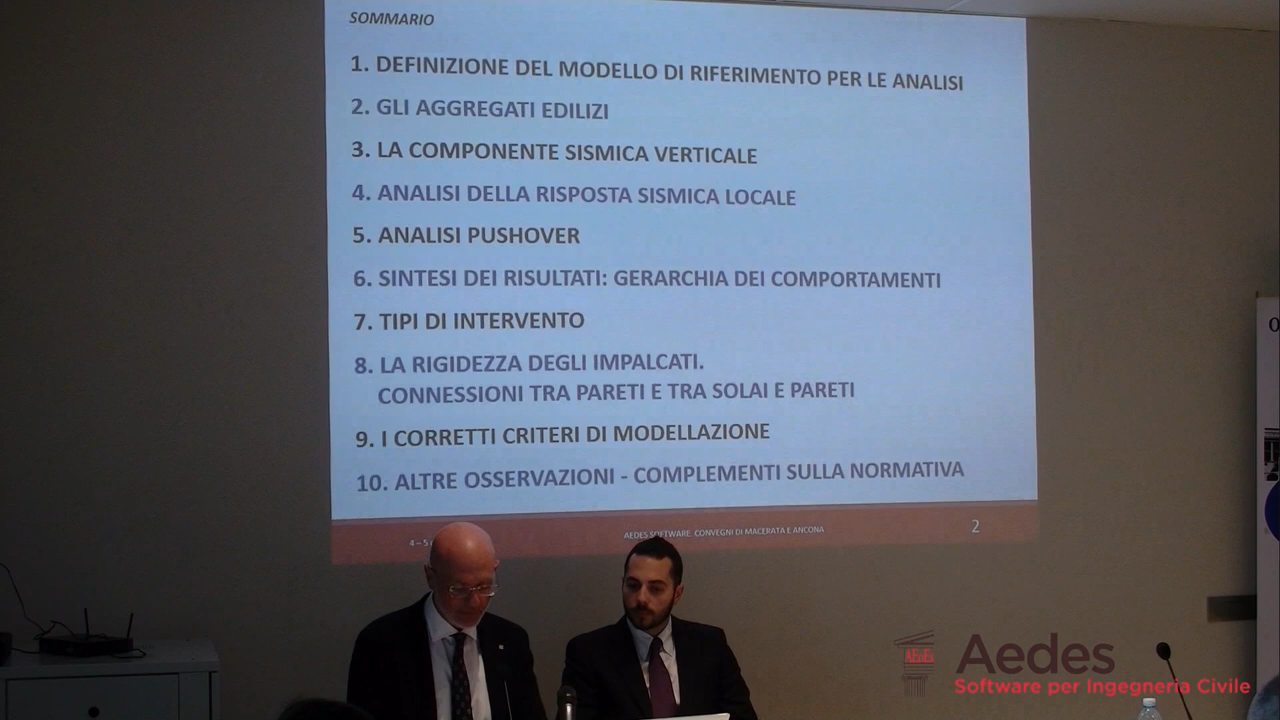 SOMMARIO
1. DEFINIZIONE DEL MODELLO DI RIFERIMENTO PER LE ANALISI
2. GLI AGGREGATI EDILIZI
3. LA COMPONENTE SISMICA VERTICALE
4. ANALISI DELLA RISPOSTA SISMICA LOCALE
5. ANALISI PUSHOVER
6. SINTESI DEI RISULTATI: GERARCHIA DEI COMPORTAMENTI
7. TIPI DI INTERVENTO
8. LA RIGIDEZZA DEGLI IMPALCATI.
CONNESSIONI TRA PARETI E TRA SOLAI E PARETI
9. I CORRETTI CRITERI DI MODELLAZIONE
10. ALTRE OSSERVAZIONI - COMPLEMENTI SULLA NORMATIVA
4 – 5
AEDES SOFTWARE. CONVEGNI DI MACERATA E ANCONA
2
Aedes
Software per Ingegneria Civile